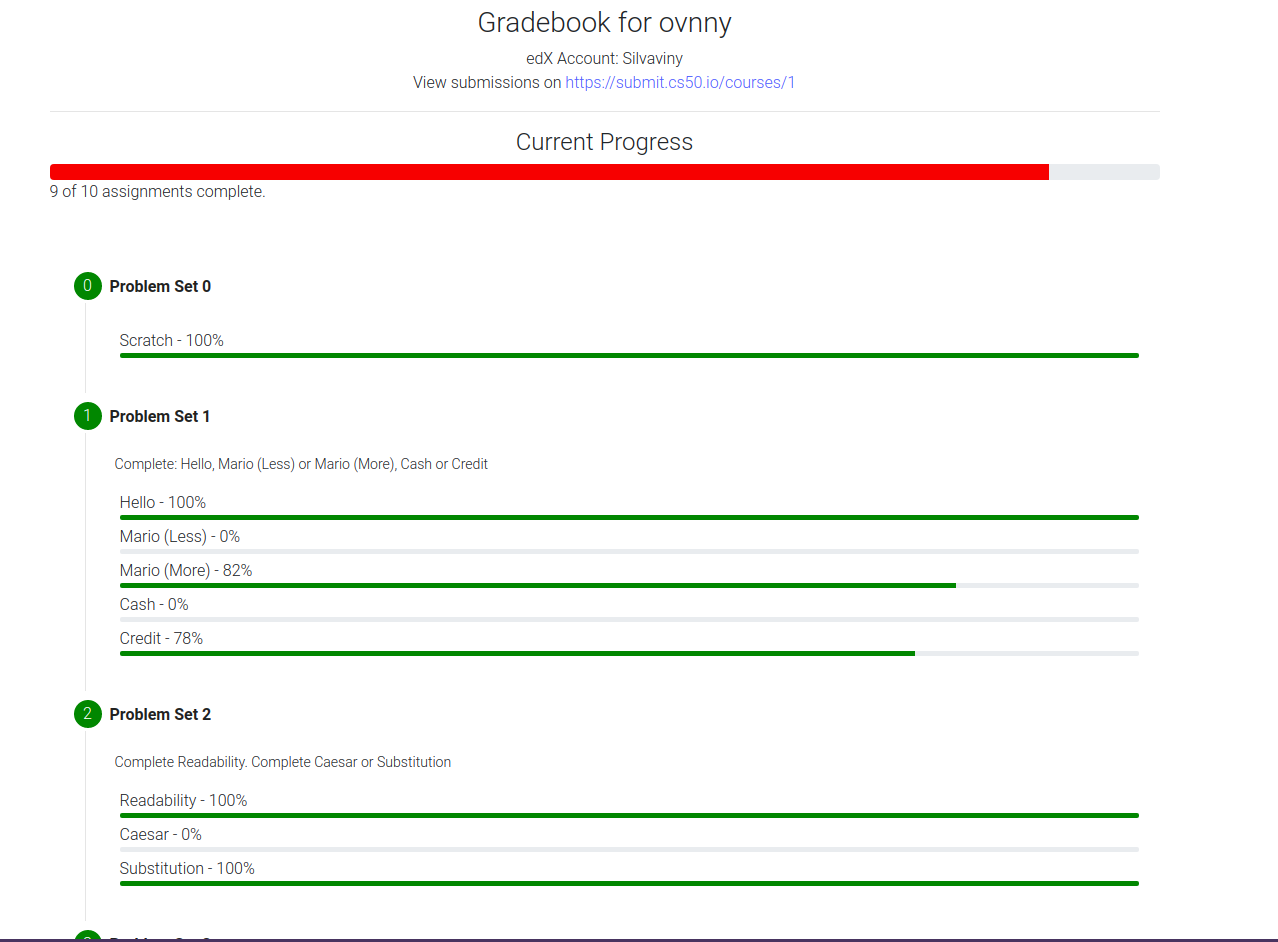 Gradebook for ovnny
edX Account: Silvaviny
View submissions on https://submit.cs50.io/courses/1
Current Progress
9 of 10 assignments complete.
0 Problem Set 0
Scratch - 100%
1 Problem Set 1
Complete: Hello, Mario (Less) or Mario (More), Cash or Credit
Hello - 100%
Mario (Less) - 0%
Mario (More) - 82%
Cash - 0%
Credit - 78%
2 Problem Set 2
Complete Readability. Complete Caesar or Substitution
Readability - 100%
Caesar - 0%
Substitution - 100%